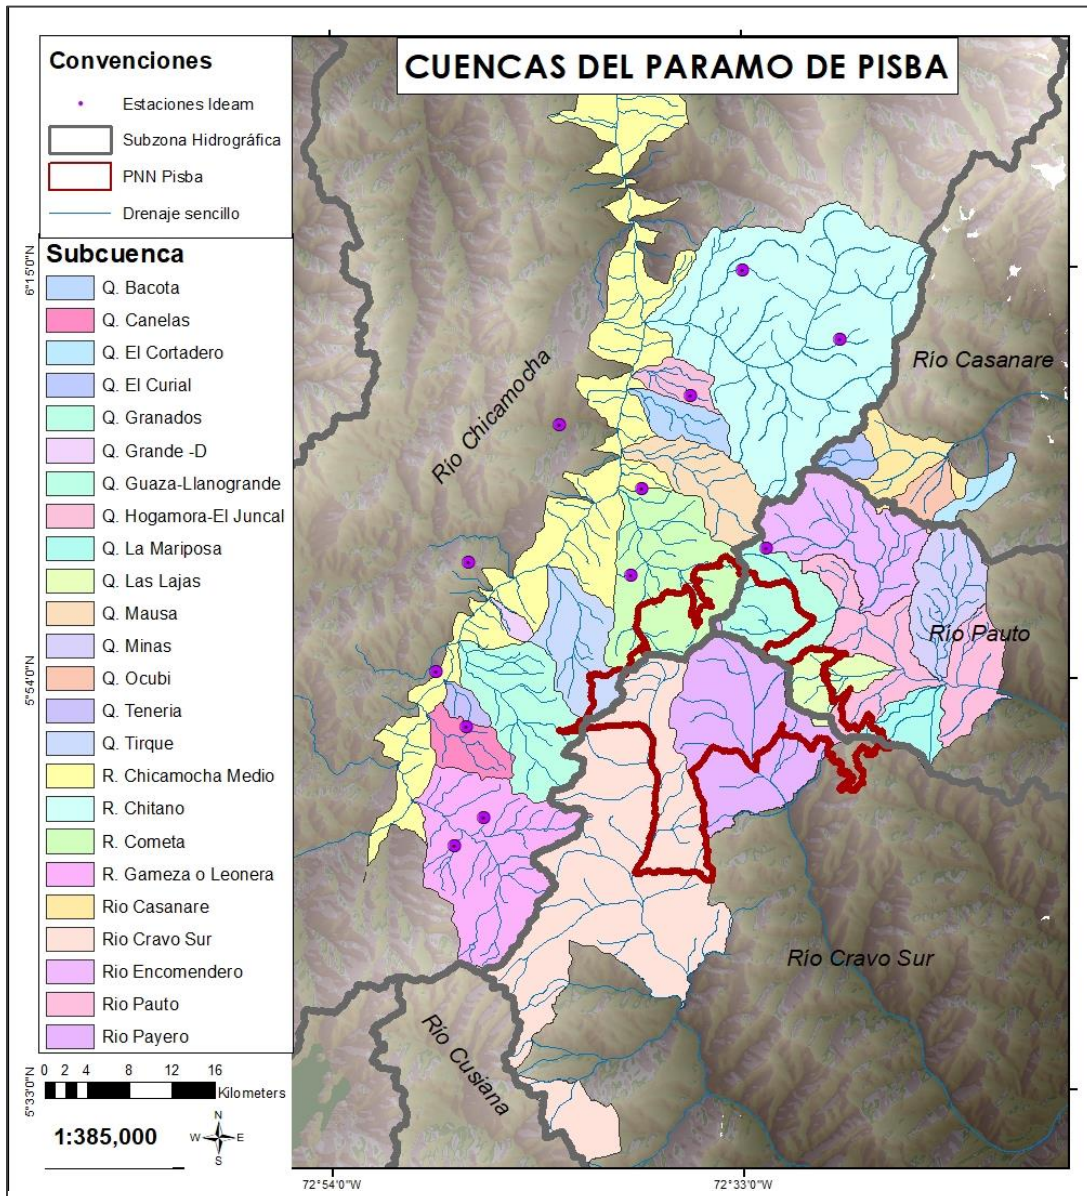 CUENCAS DEL PARAMO DE PISBA
Convenciones
Estaciones Ideam
Subzona Hidrográfica
PNN Pisba
Drenaje sencillo
Subcuenca
Q. Bacota
Q. Canelas
Q. El Cortadero
Q. El Curial
Q. Granados
Q. Grande -D
Q. Guaza-Llanogrande
Q. Hogamora-El Juncal
Q. La Mariposa
Q. Las Lajas
Q. Mausa
Q. Minas
Q. Ocubi
Q. Teneria
Q. Tirque
R. Chicamocha Medio
R. Chitano
R. Cometa
R. Gameza o Leonera
Rio Casanare
Rio Cravo Sur
Rio Encomendero
Rio Pauto
Rio Payero
0 2 4 8 12 16
Kilometers
1:385,000
N
W E
S
6°15'0"N
5°54'0"N
5°33'0"N
72°54'0"W
72°33'0"W
Río Chicamocha
Río Casanare
Río Pauto
Río Cravo Sur
Río Cusiana